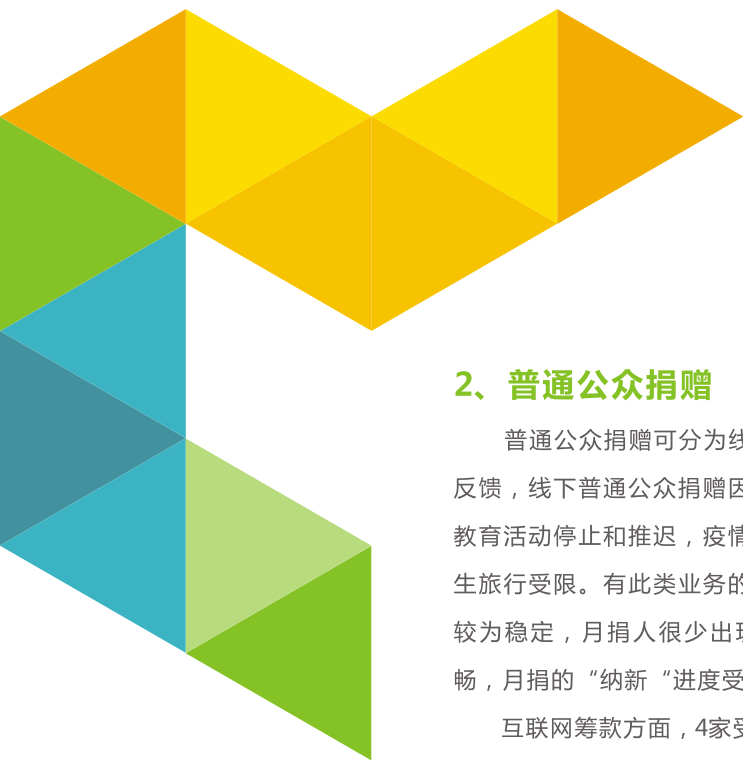 2、普通公众捐赠
普通公众捐赠可分为线
反馈，线下普通公众捐赠因
教育活动停止和推迟，疫情
生旅行受限。有此类业务的
较为稳定，月捐人很少出现
畅，月捐的“纳新“进度受
互联网筹款方面，4家受